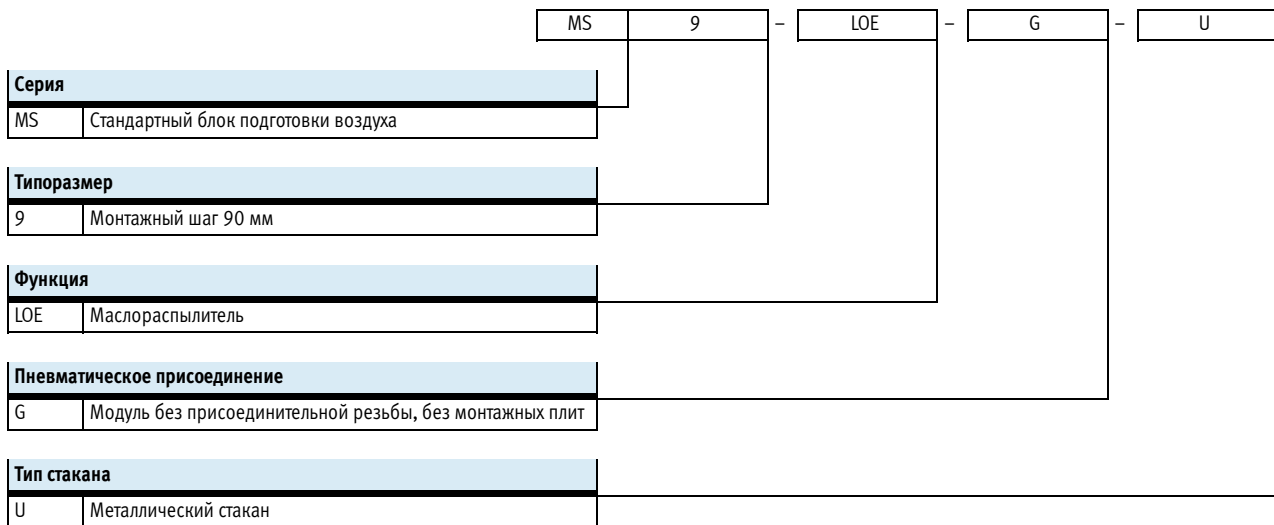 MS 9 – LOE – G – U
Серия
MS Стандартный блок подготовки воздуха
Типоразмер
9 Монтажный шаг 90 мм
Функция
LOE Маслораспылитель
Пневматическое присоединение
G Модуль без присоединительной резьбы, без монтажных плит
Тип стакана
U Металлический стакан